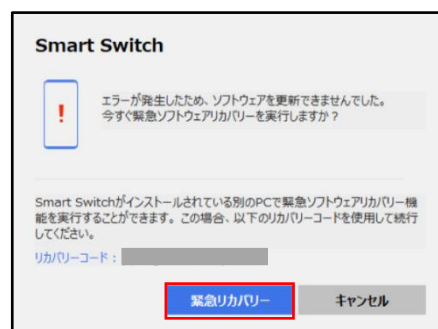 Smart Switch
!
エラーが発生したため、ソフトウェアを更新できませんでした。
今すぐ緊急ソフトウェアリカバリーを実行しますか？
Smart Switchがインストールされている別のPCで緊急ソフトウェアリカバリー機
能を実行することができます。この場合、以下のリカバリーコードを使用して続行
してください。
リカバリーコード：
緊急リカバリー
キャンセル